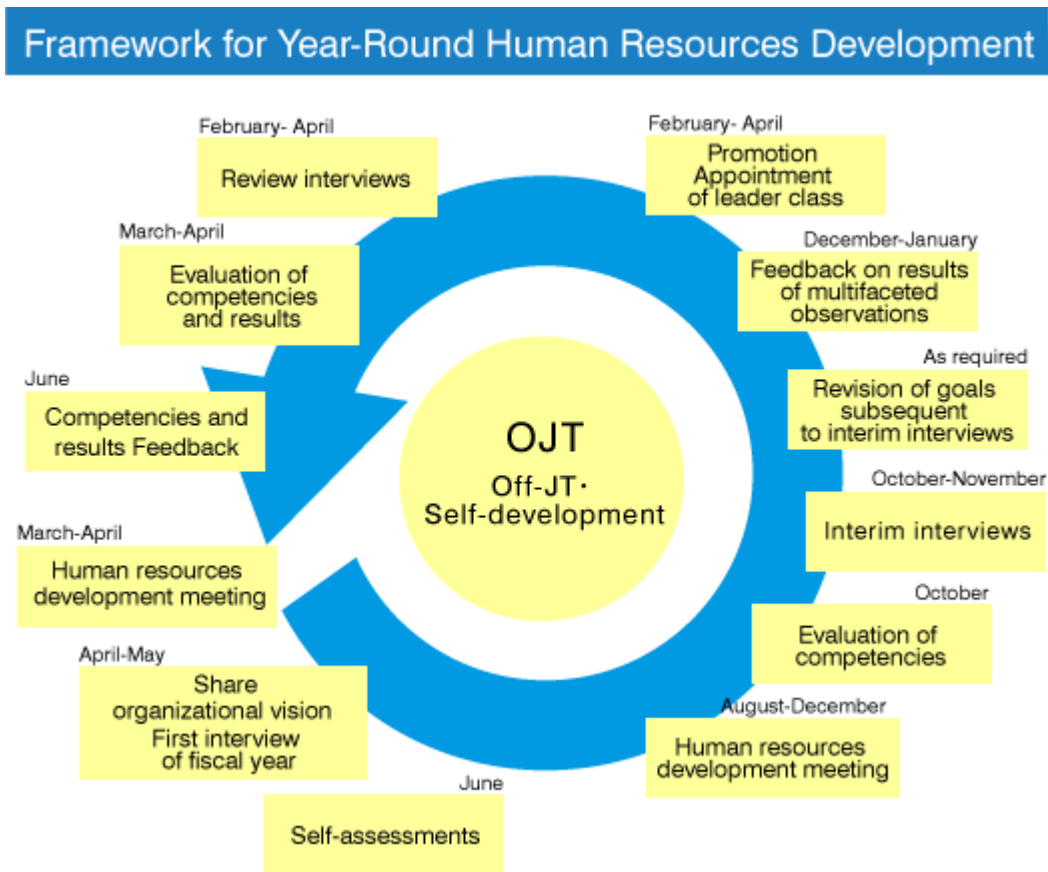 Framework for Year-Round Human Resources Development
February- April
Review interviews
February- April
Promotion
Appointment
of leader class
March-April
Evaluation of
competencies
and results
December-January
Feedback on results
of multifaceted
observations
June
Competencies and
results Feedback
As required
Revision of goals
subsequent
to interim interviews
OJT
Off-JT・
Self-development
October-November
Interim interviews
March-April
Human resources
development meeting
October
Evaluation of
competencies
April-May
Share
organizational vision
First interview
of fiscal year
August-December
Human resources
development meeting
June
Self-assessments